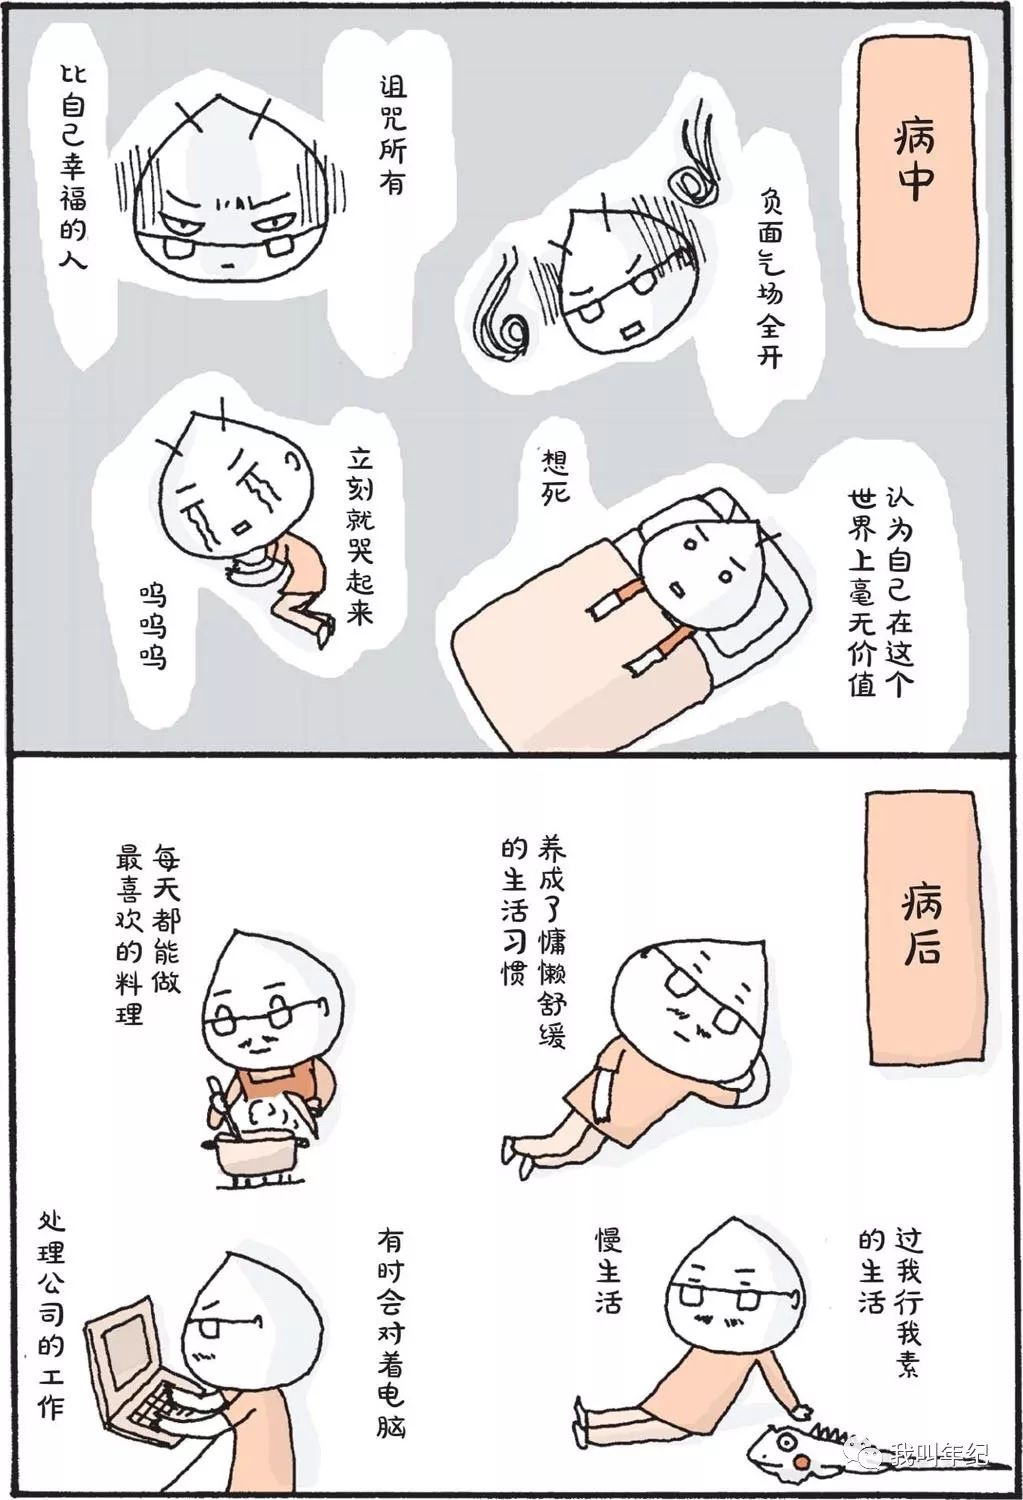 病中
负面气场全开
诅咒所有
比自己幸福的人
认为自己在这个
世界上毫无价值
想死
立刻就哭起来
呜呜呜
病后
养成了慵懒舒缓
的生活习惯
每天都能做
最喜欢的料理
过我行我素
的生活
慢生活
有时会对着电脑
处理公司的工作
我叫年纪